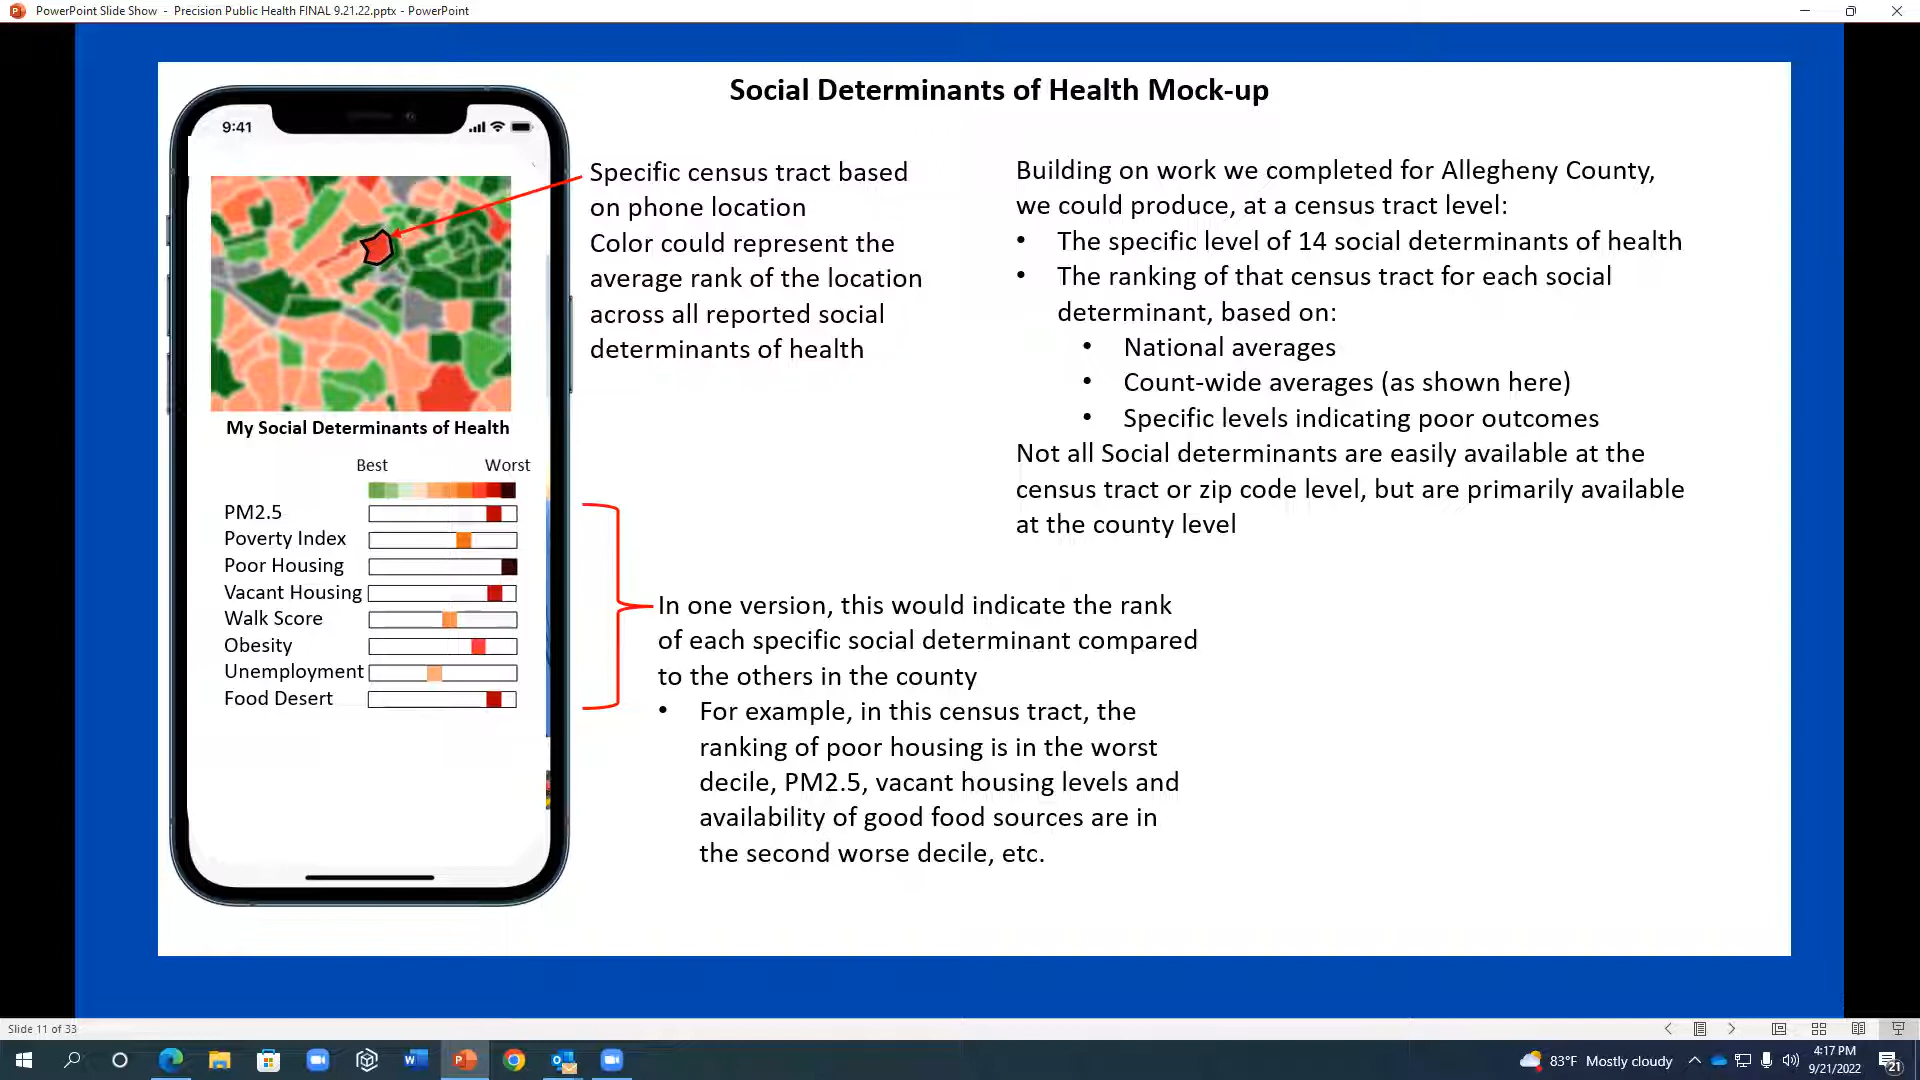 PowerPoint Slide Show - Precision Public Health FINAL 9.21.22.pptx - PowerPoint
Social Determinants of Health Mock-up
9:41
Specific census tract based
on phone location
Color could represent the
average rank of the location
across all reported social
determinants of health
Building on work we completed for Allegheny County,
we could produce, at a census tract level:
• The specific level of 14 social determinants of health
• The ranking of that census tract for each social
determinant, based on:
• National averages
• Count-wide averages (as shown here)
• Specific levels indicating poor outcomes
Not all Social determinants are easily available at the
census tract or zip code level, but are primarily available
at the county level
My Social Determinants of Health
Best Worst
PM2.5
Poverty Index
Poor Housing
Vacant Housing
Walk Score
Obesity
Unemployment
Food Desert
In one version, this would indicate the rank
of each specific social determinant compared
to the others in the county
• For example, in this census tract, the
ranking of poor housing is in the worst
decile, PM2.5, vacant housing levels and
availability of good food sources are in
the second worse decile, etc.
Slide 11 of 33
83°F Mostly cloudy
4:17 PM
9/21/2022
21